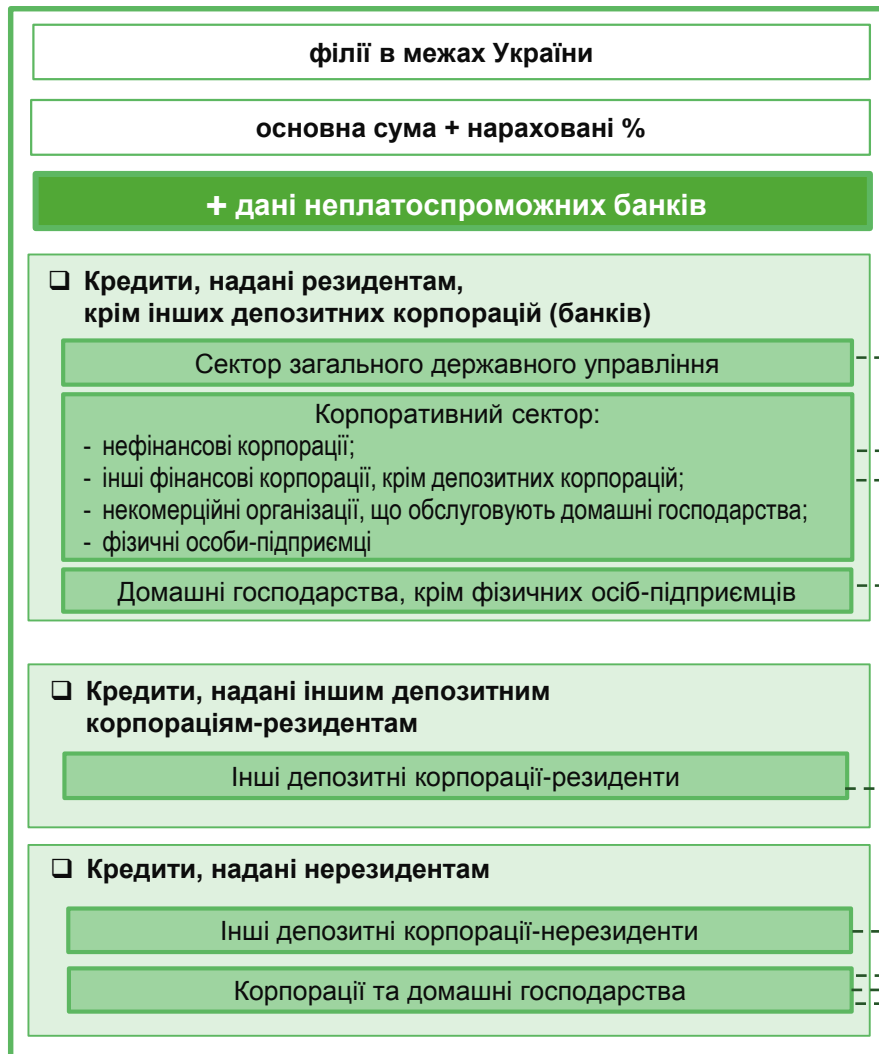 філії в межах України
основна сума + нараховані %
+ дані неплатоспроможних банків
❑ Кредити, надані резидентам,
крім інших депозитних корпорацій (банків)
Сектор загального державного управління
Корпоративний сектор:
- нефінансові корпорації;
- інші фінансові корпорації, крім депозитних корпорацій;
- некомерційні організації, що обслуговують домашні господарства;
- фізичні особи-підприємці
Домашні господарства, крім фізичних осіб-підприємців
❑ Кредити, надані іншим депозитним
корпораціям-резидентам
Інші депозитні корпорації-резиденти
❑ Кредити, надані нерезидентам
Інші депозитні корпорації-нерезиденти
Корпорації та домашні господарства